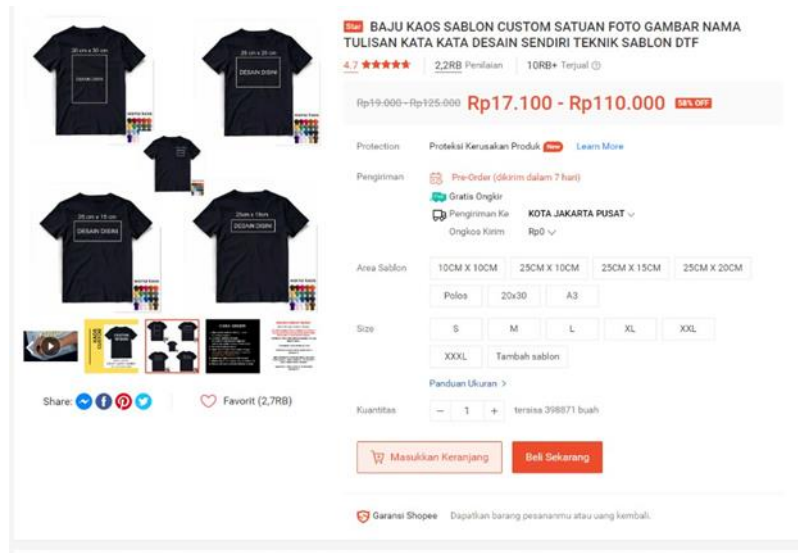 Star BAJU KAOS SABLON CUSTOM SATUAN FOTO GAMBAR NAMA
TULISAN KATA KATA DESAIN SENDIRI TEKNIK SABLON DTF
4.7 2,2RB Penilaian 10RB+ Terjual
Rp19.000 - Rp125.000 Rp17.100 - Rp110.000 58% OFF
Protection Proteksi Kerusakan Produk New Learn More
Pengiriman Pre-Order (dikirim dalam 7 hari)
Gratis Ongkir
Pengiriman Ke KOTA JAKARTA PUSAT
Ongkos Kirim Rp0
Area Sablon 10CM X 10CM 25CM X 10CM 25CM X 15CM 25CM X 20CM
Polos 20x30 A3
Size S M L XL XXL
XXXL Tambah sablon
Panduan Ukuran >
Kuantitas − 1 + tersisa 398871 buah
Masukkan Keranjang Beli Sekarang
Garansi Shopee Dapatkan barang pesananmu atau uang kembali.
DESAIN DISINI
DESAIN DISINI
DESAIN DISINI
DESAIN DISINI
KAOS
CUSTOM
Share: Favorit (2,7RB)